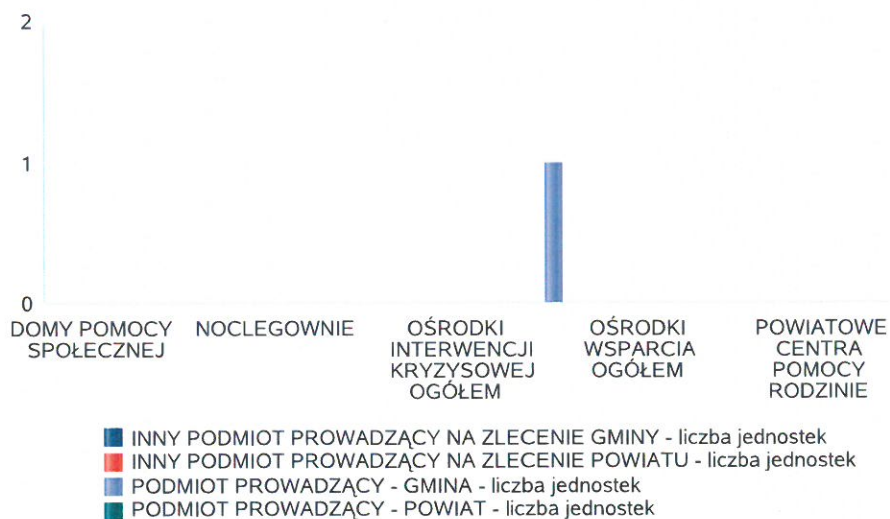 2
1
0
DOMY POMOCY
SPOŁECZNEJ
NOCLEGOWNIE
OŚRODKI
INTERWENCJI
KRYZYSOWEJ
OGÓŁEM
OŚRODKI
WSPARCIA
OGÓŁEM
POWIATOWE
CENTRA
POMOCY
RODZINIE
INNY PODMIOT PROWADZĄCY NA ZLECENIE GMINY - liczba jednostek
INNY PODMIOT PROWADZĄCY NA ZLECENIE POWIATU - liczba jednostek
PODMIOT PROWADZĄCY - GMINA - liczba jednostek
PODMIOT PROWADZĄCY - POWIAT - liczba jednostek